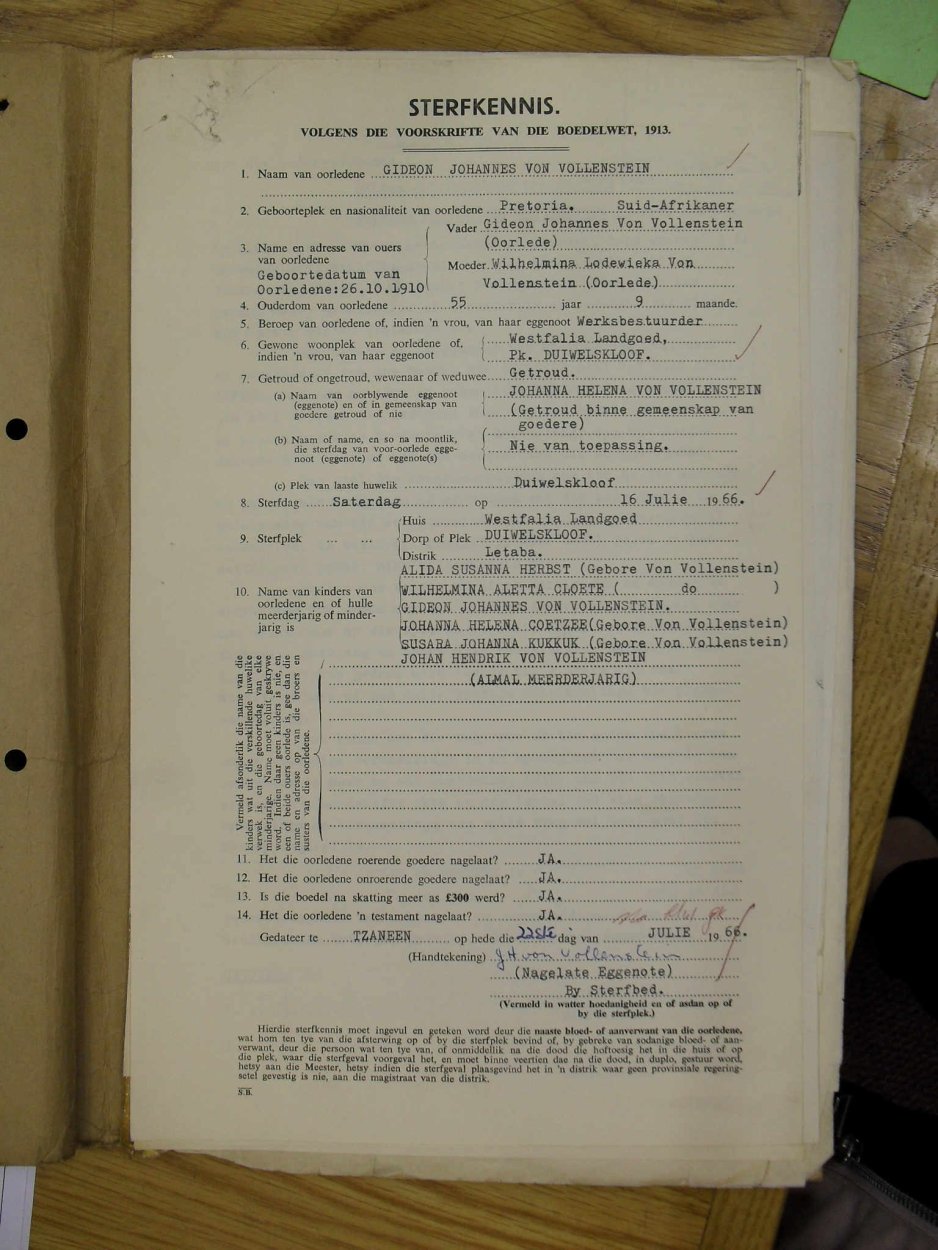 STERFKENNIS.
VOLGENS DIE VOORSKRIFTE VAN DIE BOEDELWET, 1913.
1. Naam van oorledene GIDEON JOHANNES VON VOLLENSTEIN
2. Geboorteplek en nasionaliteit van oorledene Pretoria. Suid-Afrikaner
3. Name en adresse van ouers van oorledene
Vader Gideon Johannes Von Vollenstein
(Oorlede)
Geboortedatum van
Oorledene:26.10.1910
Moeder Wilhelmina Lodewieka Von
Vollenstein (Oorlede)
4. Ouderdom van oorledene 55 jaar 9 maande.
5. Beroep van oorledene of, indien 'n vrou, van haar eggenoot Werksbestuurder
6. Gewone woonplek van oorledene of, Westfalia Landgoed,
indien 'n vrou, van haar eggenoot Pk. DUIWELSKLOOF.
7. Getroud of ongetroud, wewenaar of weduwee Getroud.
(a) Naam van oorblywende eggenoot JOHANNA HELENA VON VOLLENSTEIN
(eggenote) en of in gemeenskap van (Getroud binne gemeenskap van
goedere getroud of nie goedere)
(b) Naam of name, en so na moontlik, Nie van toepassing.
die sterfdag van voor-oorlede egge-
noot (eggenote) of eggenote(s)
(c) Plek van laaste huwelik Duiwelskloof
8. Sterfdag Saterdag op 16 Julie 1966.
9. Sterfplek
Huis Westfalia Landgoed
Dorp of Plek DUIWELSKLOOF.
Distrik Letaba.
10. Name van kinders van
oorledene en of hulle
meerderjarig of minder-
jarig is
ALIDA SUSANNA HERBST (Gebore Von Vollenstein)
WILHELMINA ALETTA CLOETE ( do )
GIDEON JOHANNES VON VOLLENSTEIN.
JOHANNA HELENA COETZEE(Gebore Von Vollenstein)
SUSARA JOHANNA KUKKUK (Gebore Von Vollenstein)
JOHAN HENDRIK VON VOLLENSTEIN
(ALMAL MEERDERJARIG)
Vermeld afsonderlik die name van die
kinders wat uit die verskillende huwelike
verwek is, en die geboortedag van elke
minderjarige. Name moet voluit geskrywe
word. Indien daar geen kinders is nie, en
een of beide ouers oorlede is, gee dan die
name en adresse op van die broers en
susters van die oorledene.
11. Het die oorledene roerende goedere nagelaat? JA.
12. Het die oorledene onroerende goedere nagelaat? JA.
13. Is die boedel na skatting meer as £300 werd? JA.
14. Het die oorledene 'n testament nagelaat? JA.
Gedateer te TZANEEN op hede die 22ste dag van JULIE 1966.
(Handtekening) JH von Vollenstein
(Nagelate Eggenote)
By Sterfbed.
(Vermeld in watter hoedanigheid en of asdan op of
by die sterfplek.)
Hierdie sterfkennis moet ingevul en geteken word deur die naaste bloed- of aanverwant van die oorledene,
wat hom ten tye van die afsterwing op of by die sterfplek bevind of, by gebreke van sodanige bloed- of aan-
verwant, deur die persoon wat ten tye van, of onmiddellik na die dood die hoftoesig het in die huis of op
die plek, waar die sterfgeval voorgeval het, en moet binne veertien dae na die dood, in duplo, gestuur word,
hetsy aan die Meester, hetsy indien die sterfgeval plaasgevind het in 'n distrik waar geen provinsiale regering-
setel gevestig is nie, aan die magistraat van die distrik.
S.B.